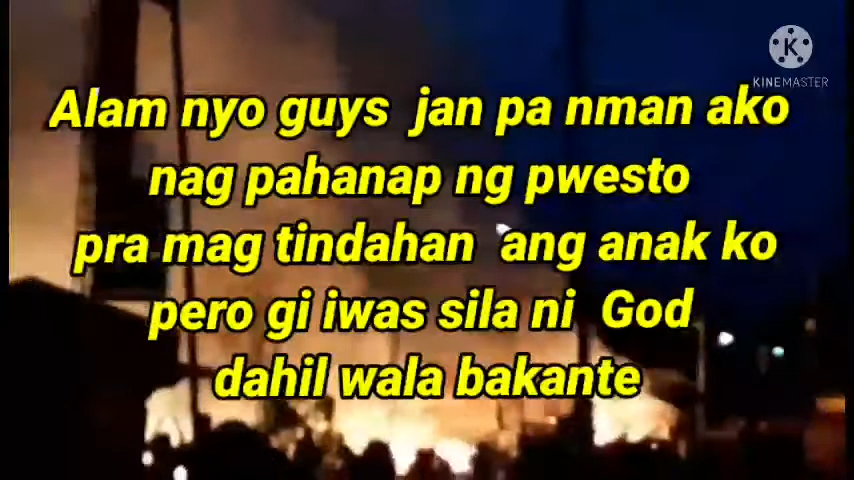 KINEMASTER
Alam nyo guys jan pa nman ako
nag pahanap ng pwesto
pra mag tindahan ang anak ko
pero gi iwas sila ni God
dahil wala bakante